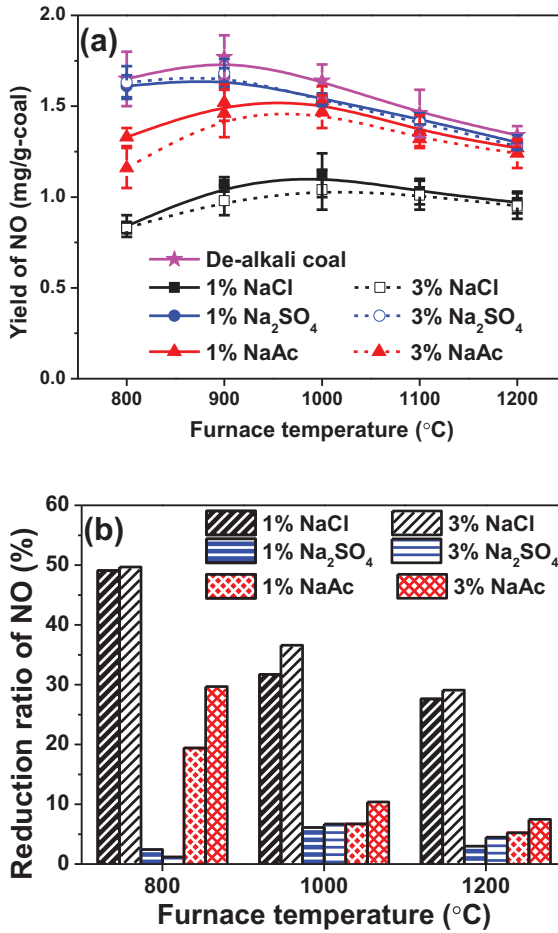 (a)
Yield of NO (mg/g-coal)
2.0
1.5
1.0
0.5
0.0
De-alkali coal
1% NaCl 3% NaCl
1% Na₂SO₄ 3% Na₂SO₄
1% NaAc 3% NaAc
800 900 1000 1100 1200
Furnace temperature (°C)
(b)
Reduction ratio of NO (%)
60
50
40
30
20
10
0
1% NaCl 3% NaCl
1% Na₂SO₄ 3% Na₂SO₄
1% NaAc 3% NaAc
800 1000 1200
Furnace temperature (°C)